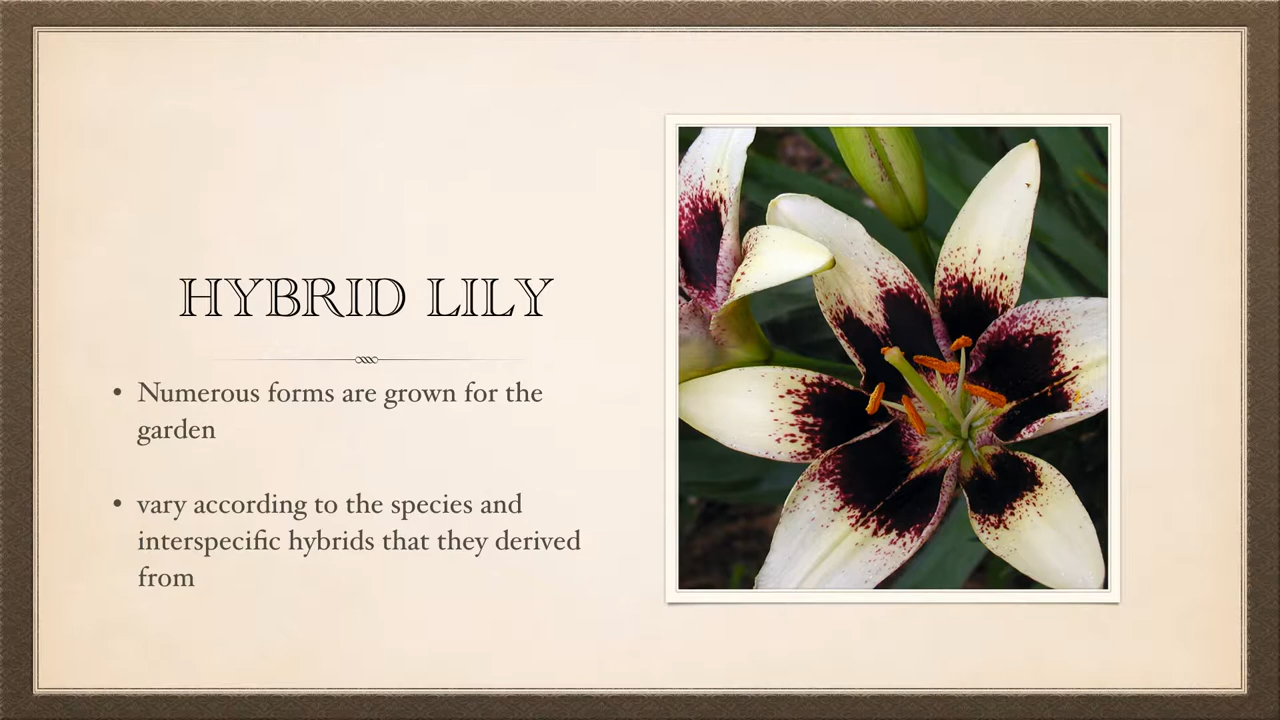 HYBRID LILY
• Numerous forms are grown for the
garden
• vary according to the species and
interspecific hybrids that they derived
from